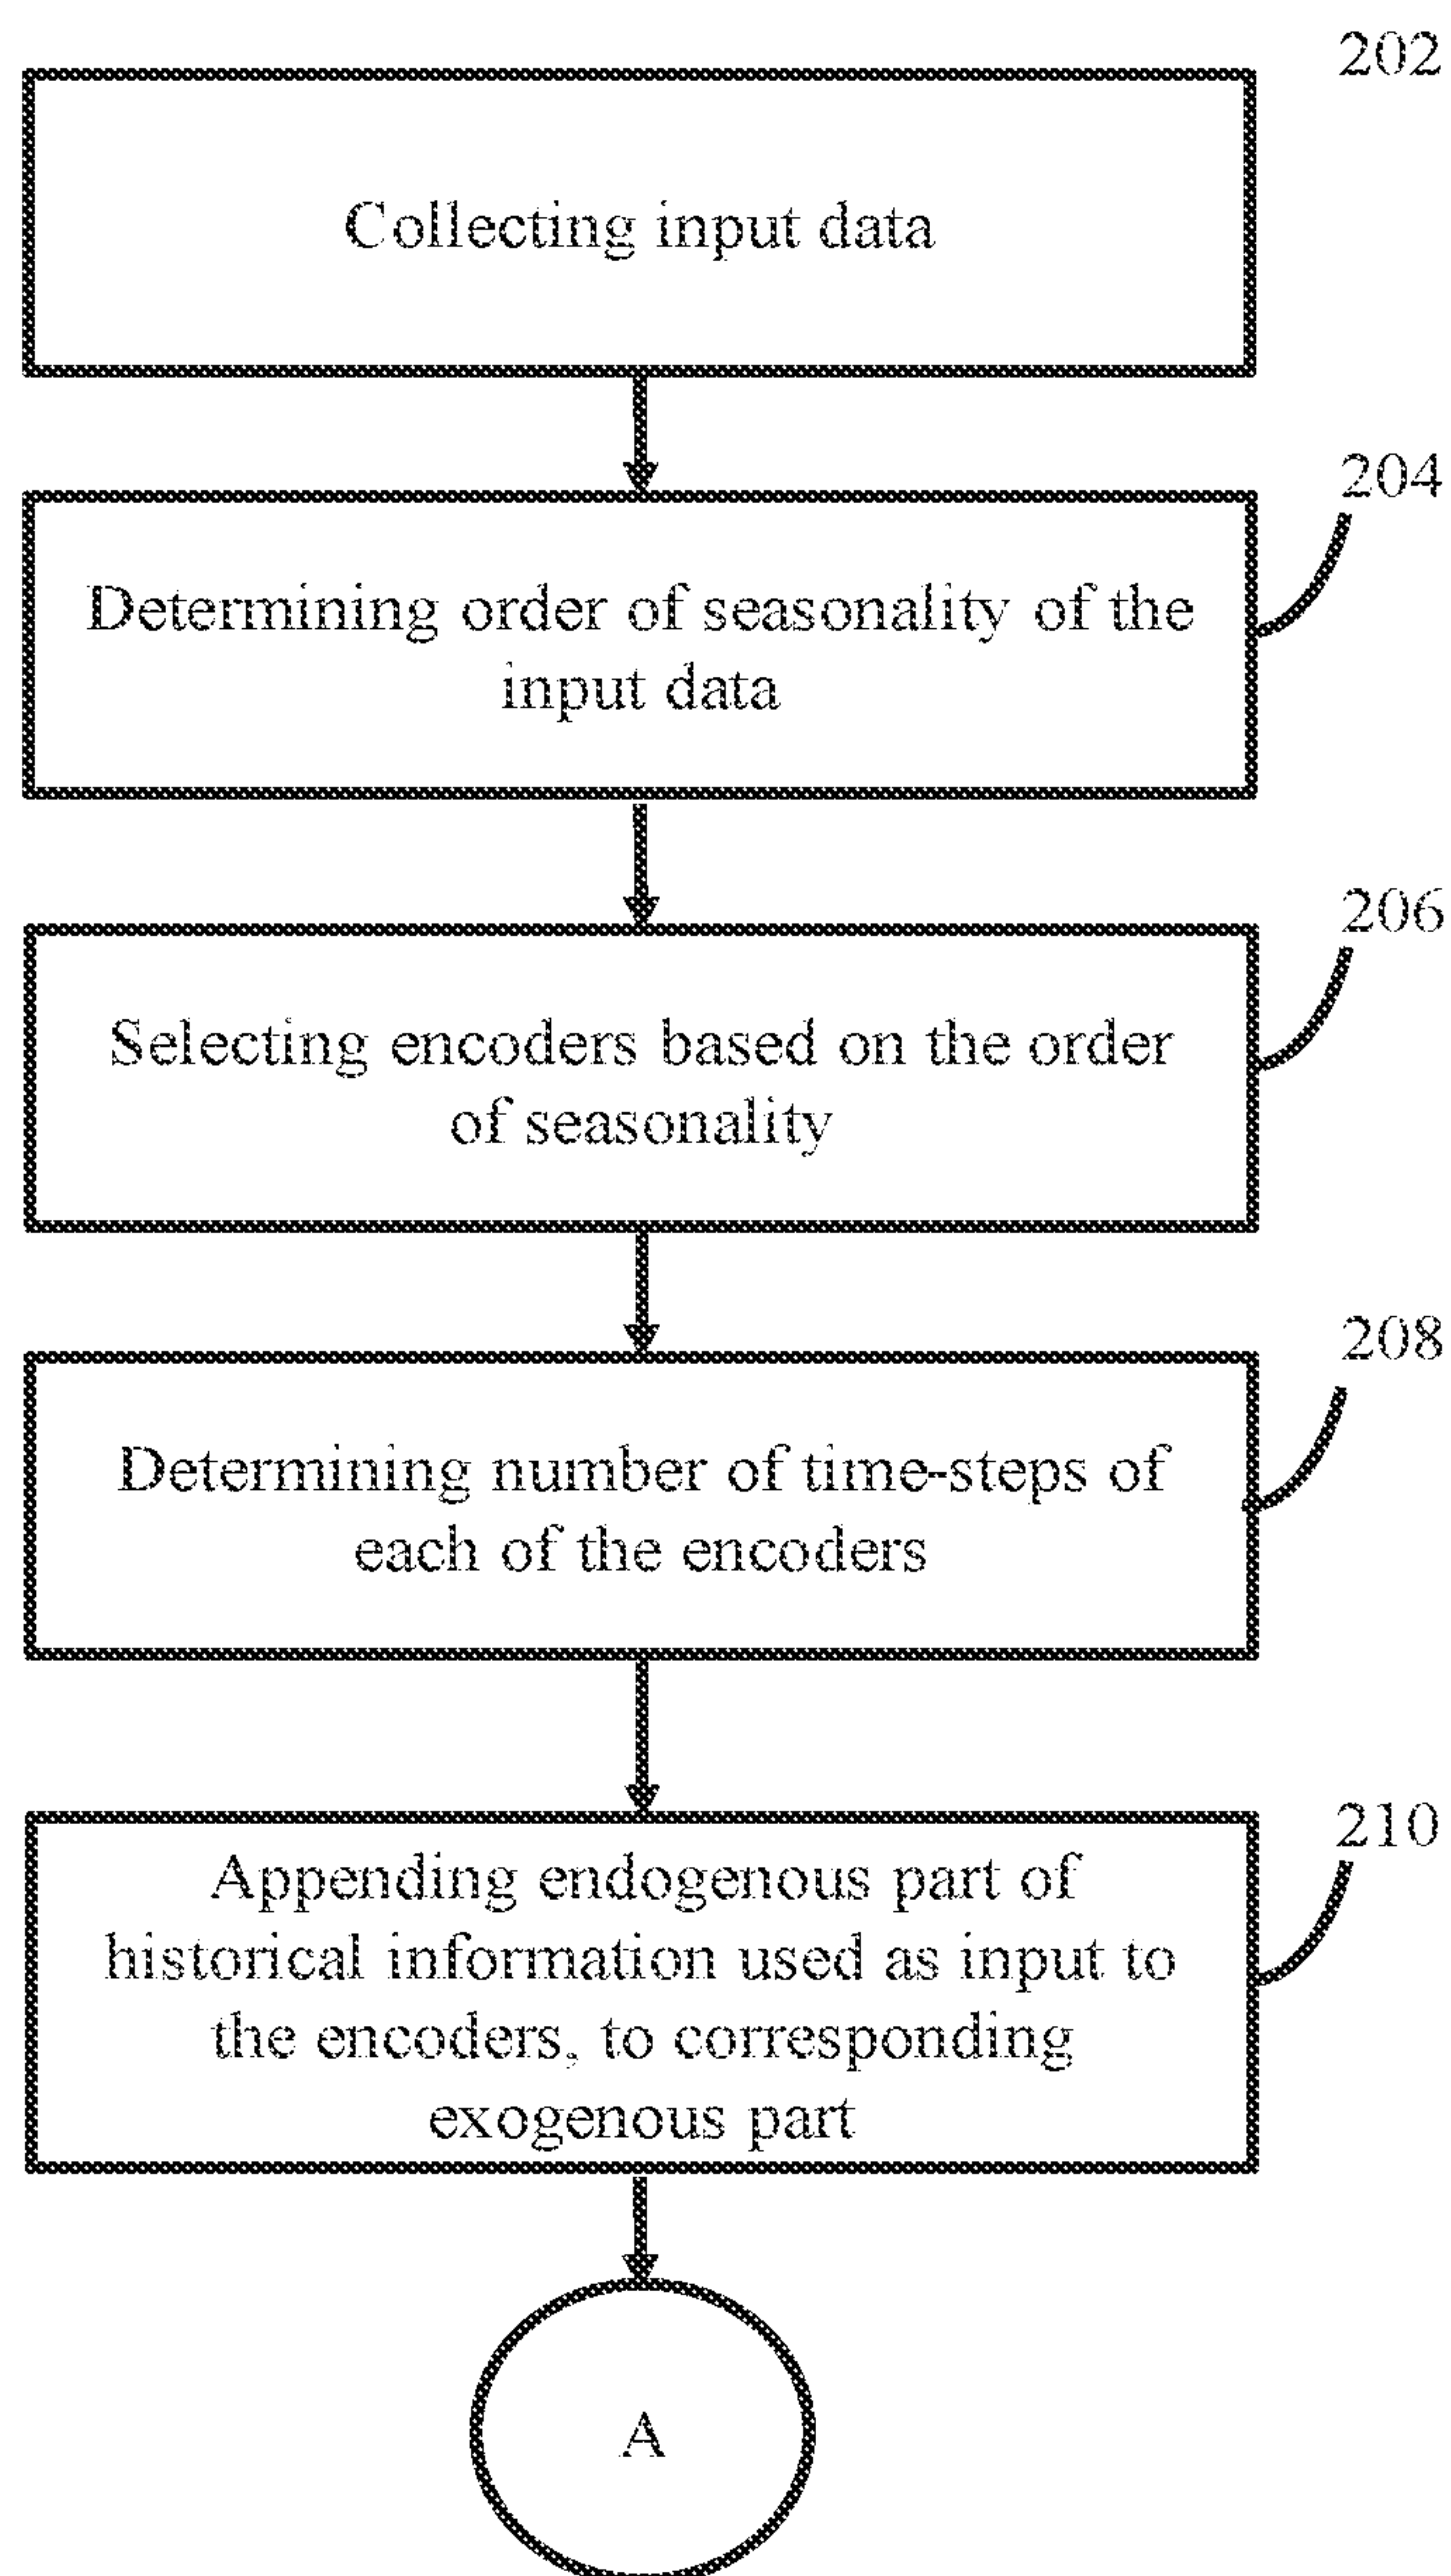 202
Collecting input data
204
Determining order of seasonality of the
input data
206
Selecting encoders based on the order
of seasonality
208
Determining number of time-steps of
each of the encoders
210
Appending endogenous part of
historical information used as input to
the encoders, to corresponding
exogenous part
A